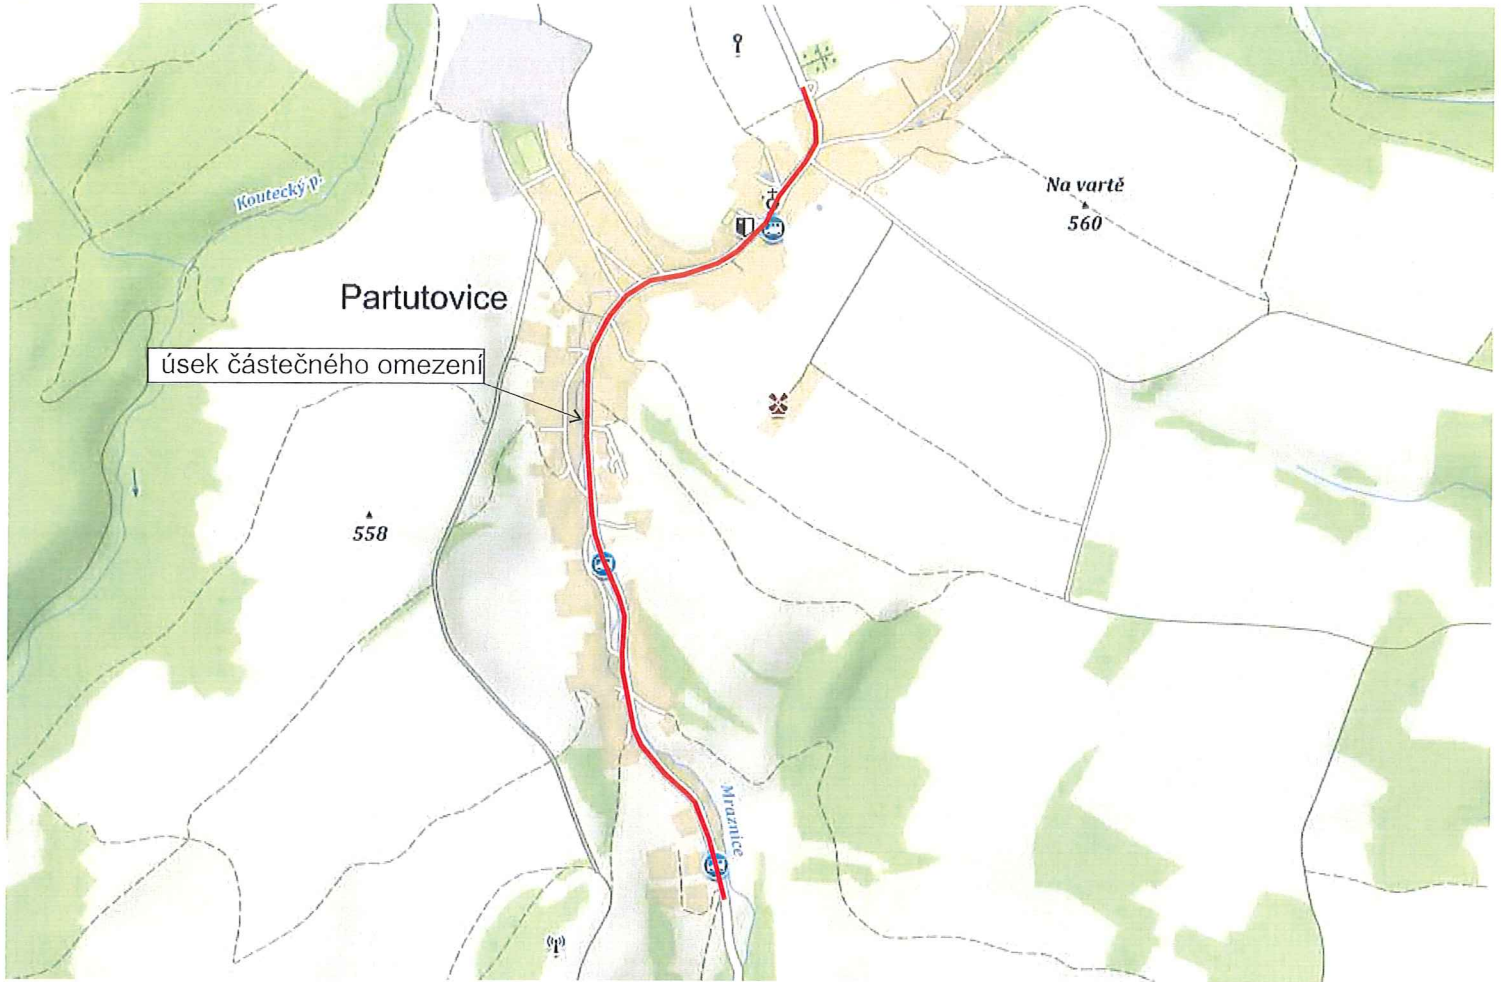 Koutecký p.
Na vartě
560
Partutovice
úsek částečného omezení
558
Mraznice